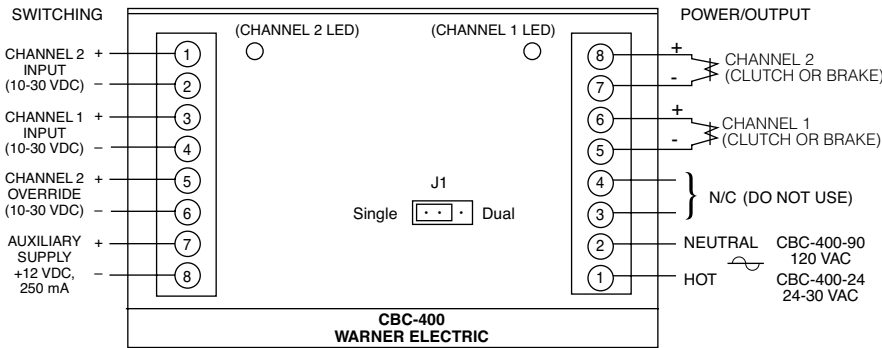 SWITCHING
POWER/OUTPUT
(CHANNEL 2 LED)
(CHANNEL 1 LED)
CHANNEL 2 +
INPUT
(10-30 VDC) –
CHANNEL 1 +
INPUT
(10-30 VDC) –
CHANNEL 2 +
OVERRIDE
(10-30 VDC) –
AUXILIARY +
SUPPLY
+12 VDC, –
250 mA
1
2
3
4
5
6
7
8
J1
Single
Dual
8
7
6
5
4
3
2
1
+
-
CHANNEL 2
(CLUTCH OR BRAKE)
+
-
CHANNEL 1
(CLUTCH OR BRAKE)
N/C (DO NOT USE)
NEUTRAL
HOT
CBC-400-90
120 VAC
CBC-400-24
24-30 VAC
CBC-400
WARNER ELECTRIC